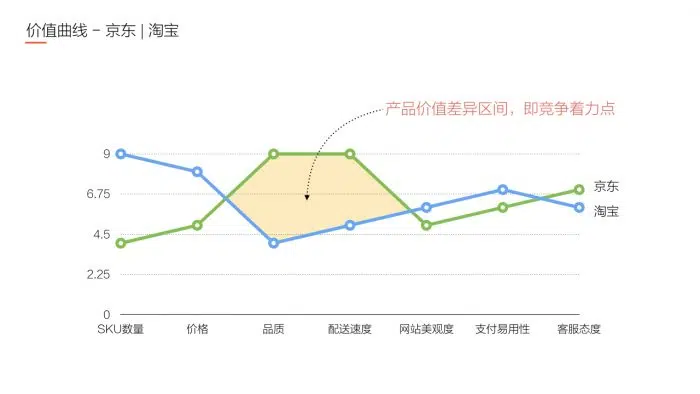 价值曲线 – 京东 | 淘宝
产品价值差异区间，即竞争着力点
9
6.75
4.5
2.25
0
京东
淘宝
SKU数量 价格 品质 配送速度 网站美观度 支付易用性 客服态度